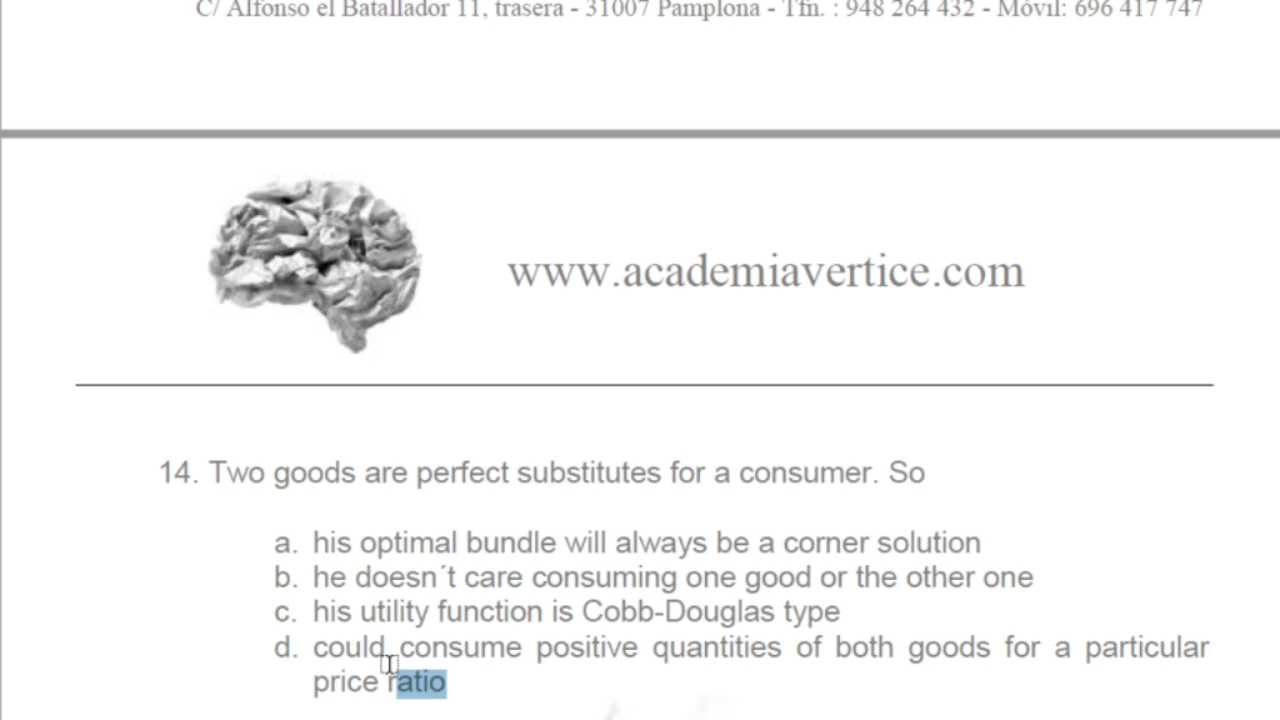 C/ Alfonso el Batallador 11, trasera - 31007 Pamplona - Tfn. : 948 264 432 - Móvil: 696 417 747
www.academiavertice.com
14. Two goods are perfect substitutes for a consumer. So
a. his optimal bundle will always be a corner solution
b. he doesn´t care consuming one good or the other one
c. his utility function is Cobb-Douglas type
d. could consume positive quantities of both goods for a particular
price ratio